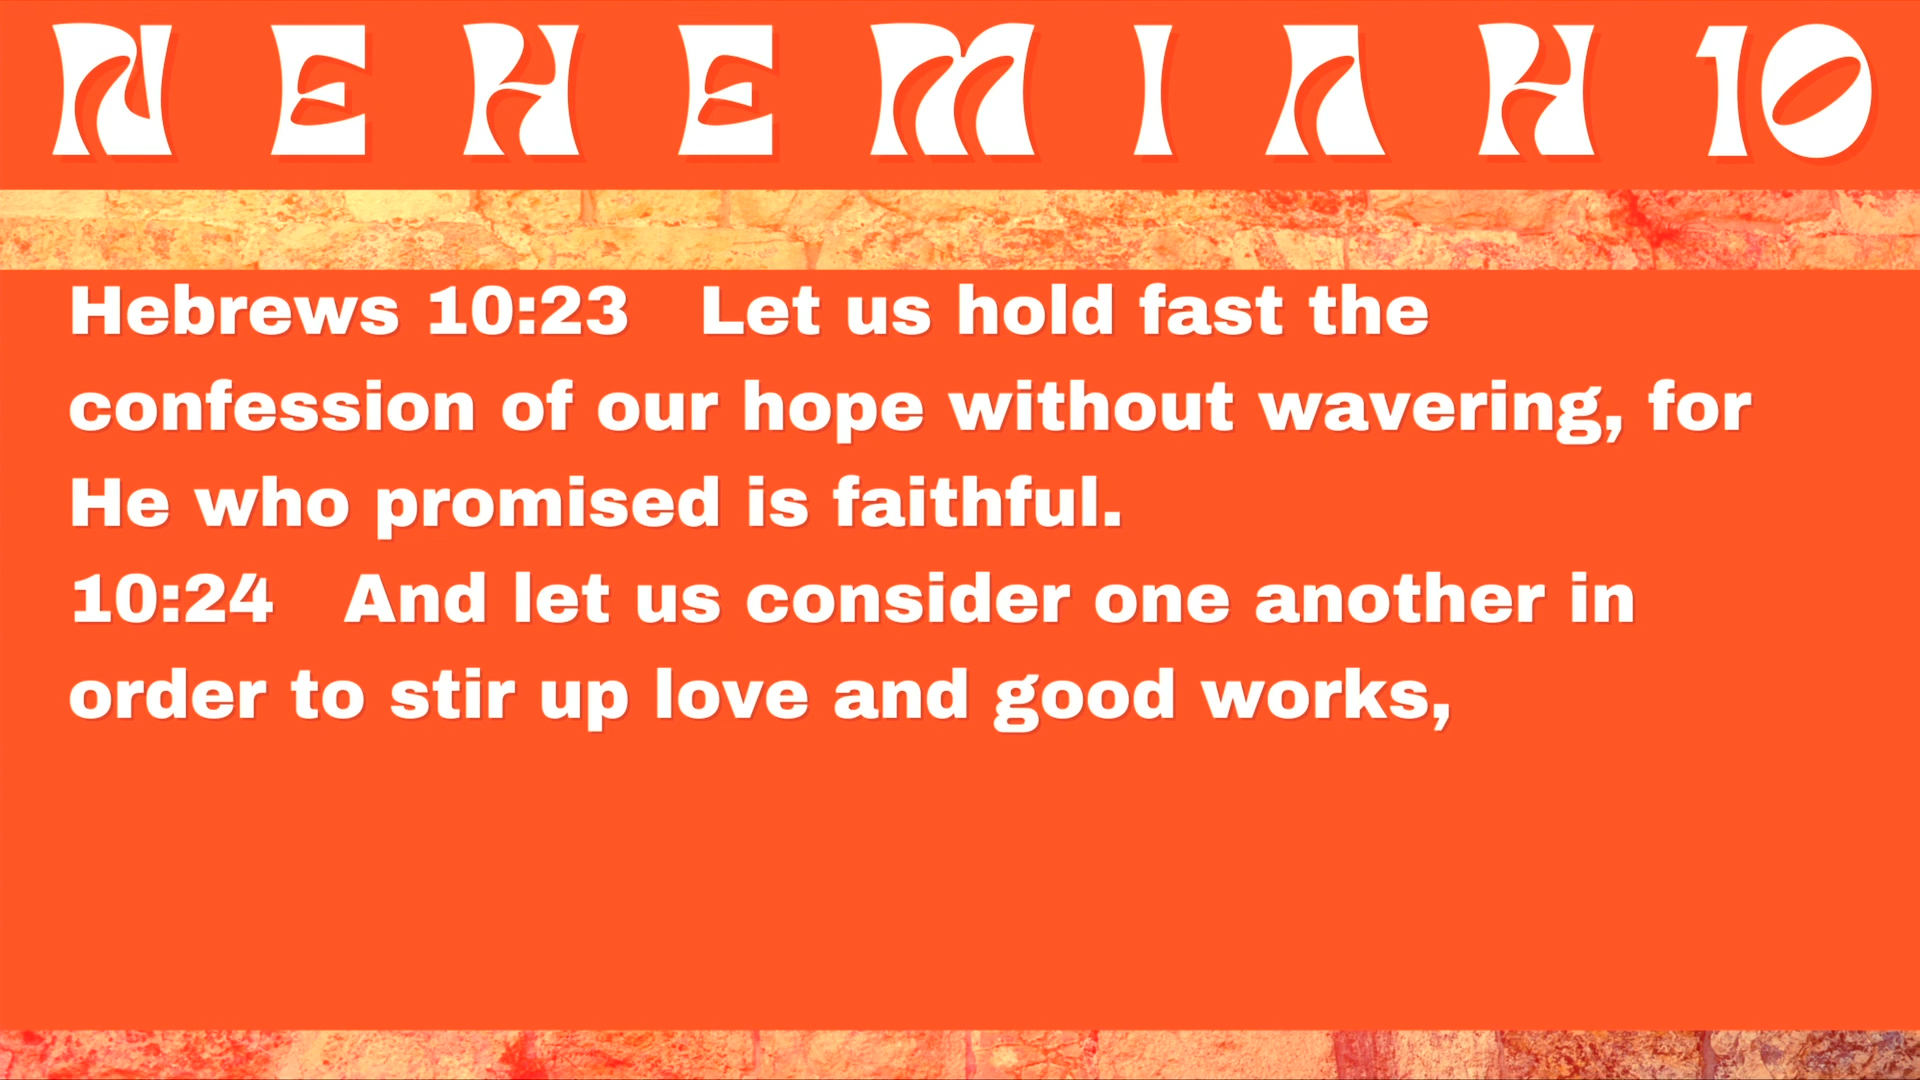 NEHEMIAH 10
Hebrews 10:23 Let us hold fast the
confession of our hope without wavering, for
He who promised is faithful.
10:24 And let us consider one another in
order to stir up love and good works,